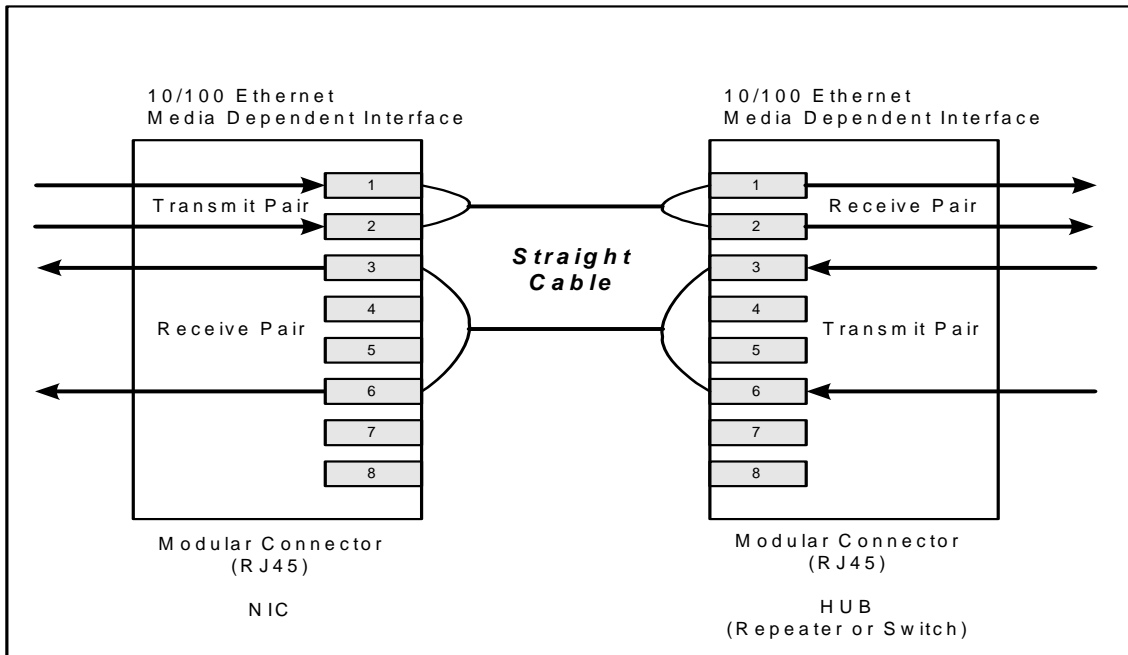 10/100 Ethernet
Media Dependent Interface
1
Transmit Pair
2
3
4
Receive Pair
5
6
7
8
Modular Connector
(RJ45)
NIC
Straight
Cable
10/100 Ethernet
Media Dependent Interface
1
Receive Pair
2
3
4
Transmit Pair
5
6
7
8
Modular Connector
(RJ45)
HUB
(Repeater or Switch)